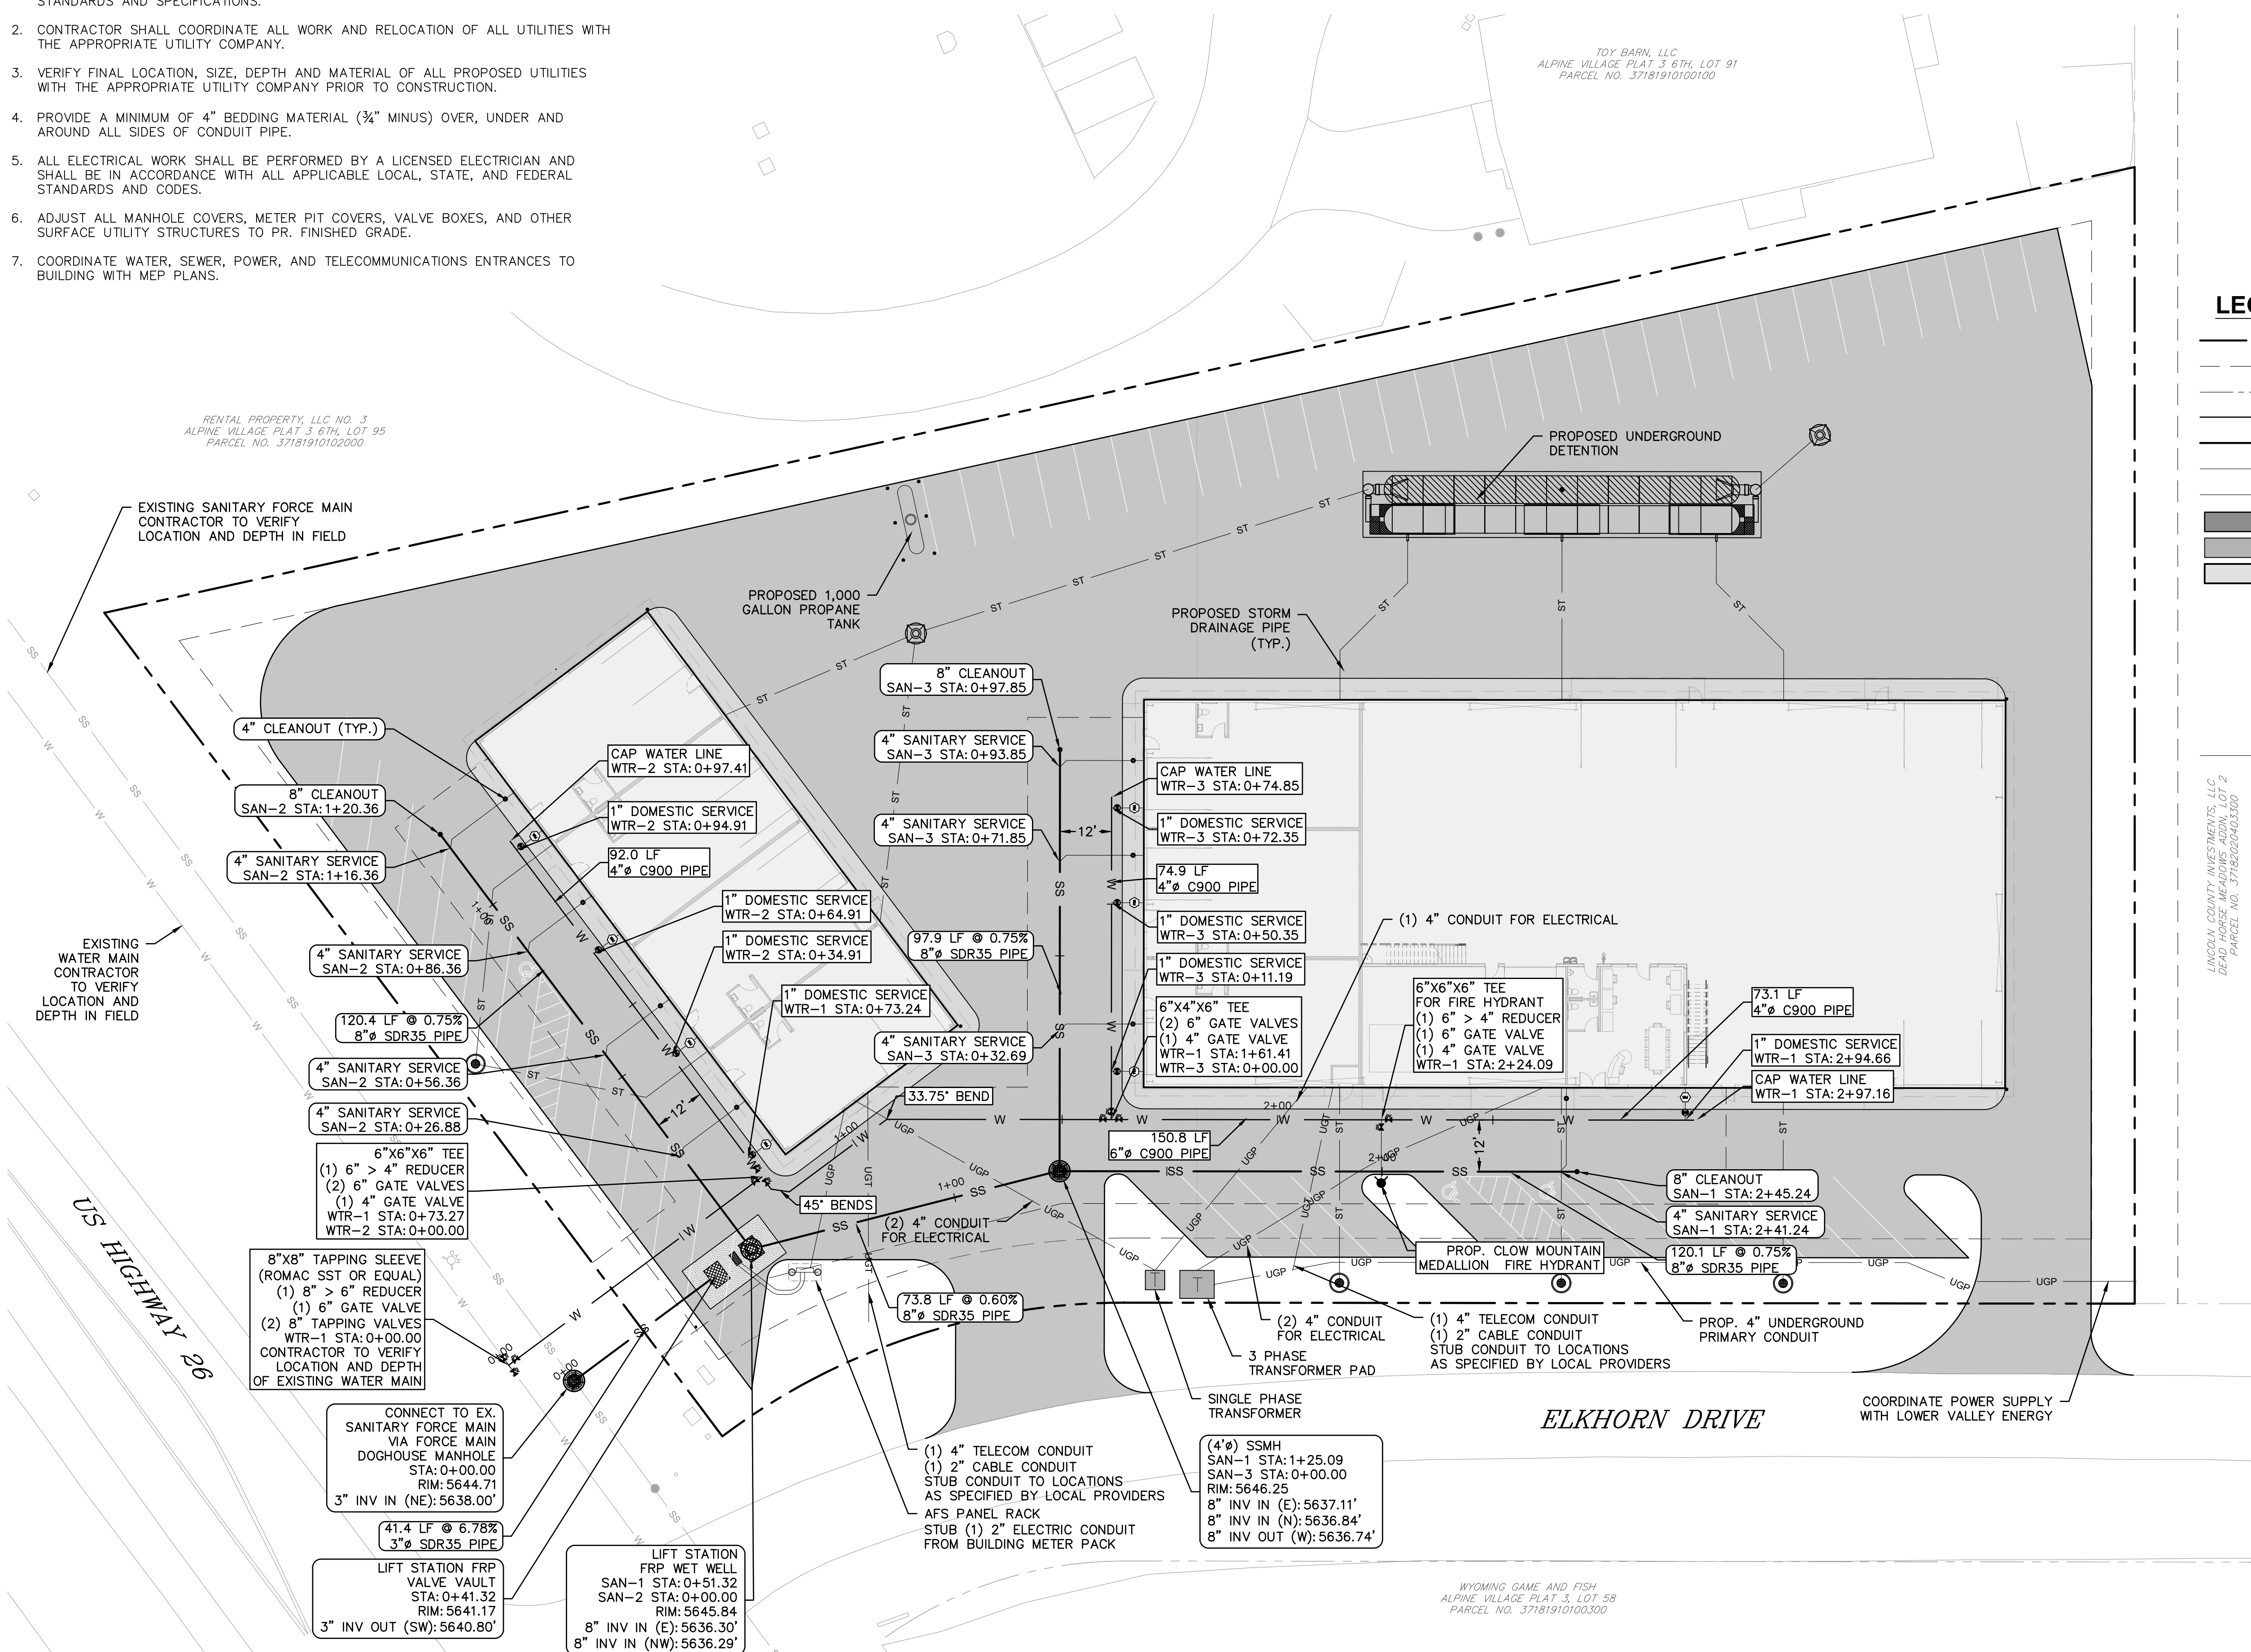 STANDARDS AND SPECIFICATIONS.
2. CONTRACTOR SHALL COORDINATE ALL WORK AND RELOCATION OF ALL UTILITIES WITH
THE APPROPRIATE UTILITY COMPANY.
3. VERIFY FINAL LOCATION, SIZE, DEPTH AND MATERIAL OF ALL PROPOSED UTILITIES
WITH THE APPROPRIATE UTILITY COMPANY PRIOR TO CONSTRUCTION.
4. PROVIDE A MINIMUM OF 4" BEDDING MATERIAL (¾" MINUS) OVER, UNDER AND
AROUND ALL SIDES OF CONDUIT PIPE.
5. ALL ELECTRICAL WORK SHALL BE PERFORMED BY A LICENSED ELECTRICIAN AND
SHALL BE IN ACCORDANCE WITH ALL APPLICABLE LOCAL, STATE, AND FEDERAL
STANDARDS AND CODES.
6. ADJUST ALL MANHOLE COVERS, METER PIT COVERS, VALVE BOXES, AND OTHER
SURFACE UTILITY STRUCTURES TO PR. FINISHED GRADE.
7. COORDINATE WATER, SEWER, POWER, AND TELECOMMUNICATIONS ENTRANCES TO
BUILDING WITH MEP PLANS.
TOY BARN, LLC
ALPINE VILLAGE PLAT 3 6TH, LOT 91
PARCEL NO. 37181910100100
RENTAL PROPERTY, LLC NO. 3
ALPINE VILLAGE PLAT 3 6TH, LOT 95
PARCEL NO. 37181910102000
EXISTING SANITARY FORCE MAIN
CONTRACTOR TO VERIFY
LOCATION AND DEPTH IN FIELD
PROPOSED UNDERGROUND
DETENTION
PROPOSED 1,000
GALLON PROPANE
TANK
PROPOSED STORM
DRAINAGE PIPE
(TYP.)
8" CLEANOUT
SAN-3 STA: 0+97.85
4" SANITARY SERVICE
SAN-3 STA: 0+93.85
4" SANITARY SERVICE
SAN-3 STA: 0+71.85
12'
97.9 LF @ 0.75%
8"ø SDR35 PIPE
4" SANITARY SERVICE
SAN-3 STA: 0+32.69
4" CLEANOUT (TYP.)
8" CLEANOUT
SAN-2 STA: 1+20.36
4" SANITARY SERVICE
SAN-2 STA: 1+16.36
4" SANITARY SERVICE
SAN-2 STA: 0+86.36
120.4 LF @ 0.75%
8"ø SDR35 PIPE
4" SANITARY SERVICE
SAN-2 STA: 0+56.36
4" SANITARY SERVICE
SAN-2 STA: 0+26.88
6"X6"X6" TEE
(1) 6" > 4" REDUCER
(2) 6" GATE VALVES
(1) 4" GATE VALVE
WTR-1 STA: 0+73.27
WTR-2 STA: 0+00.00
8"X8" TAPPING SLEEVE
(ROMAC SST OR EQUAL)
(1) 8" > 6" REDUCER
(1) 6" GATE VALVE
(2) 8" TAPPING VALVES
WTR-1 STA: 0+00.00
CONTRACTOR TO VERIFY
LOCATION AND DEPTH
OF EXISTING WATER MAIN
CONNECT TO EX.
SANITARY FORCE MAIN
VIA FORCE MAIN
DOGHOUSE MANHOLE
STA: 0+00.00
RIM: 5644.71
3" INV IN (NE): 5638.00'
41.4 LF @ 6.78%
3"ø SDR35 PIPE
LIFT STATION FRP
VALVE VAULT
STA: 0+41.32
RIM: 5641.17
3" INV OUT (SW): 5640.80'
LIFT STATION
FRP WET WELL
SAN-1 STA: 0+51.32
SAN-2 STA: 0+00.00
RIM: 5645.84
8" INV IN (E): 5636.30'
8" INV IN (NW): 5636.29'
EXISTING
WATER MAIN
CONTRACTOR
TO VERIFY
LOCATION AND
DEPTH IN FIELD
US HIGHWAY 26
CAP WATER LINE
WTR-2 STA: 0+97.41
1" DOMESTIC SERVICE
WTR-2 STA: 0+94.91
92.0 LF
4"ø C900 PIPE
1" DOMESTIC SERVICE
WTR-2 STA: 0+64.91
1" DOMESTIC SERVICE
WTR-2 STA: 0+34.91
1" DOMESTIC SERVICE
WTR-1 STA: 0+73.24
12'
33.75° BEND
45° BENDS
1+00
1+00
1+00
0+00
0+00
2+00
2+00
(2) 4" CONDUIT
FOR ELECTRICAL
73.8 LF @ 0.60%
8"ø SDR35 PIPE
CAP WATER LINE
WTR-3 STA: 0+74.85
1" DOMESTIC SERVICE
WTR-3 STA: 0+72.35
74.9 LF
4"ø C900 PIPE
1" DOMESTIC SERVICE
WTR-3 STA: 0+50.35
1" DOMESTIC SERVICE
WTR-3 STA: 0+11.19
6"X4"X6" TEE
(2) 6" GATE VALVES
(1) 4" GATE VALVE
WTR-1 STA: 1+61.41
WTR-3 STA: 0+00.00
(1) 4" CONDUIT FOR ELECTRICAL
6"X6"X6" TEE
FOR FIRE HYDRANT
(1) 6" > 4" REDUCER
(1) 6" GATE VALVE
(1) 4" GATE VALVE
WTR-1 STA: 2+24.09
73.1 LF
4"ø C900 PIPE
1" DOMESTIC SERVICE
WTR-1 STA: 2+94.66
CAP WATER LINE
WTR-1 STA: 2+97.16
150.8 LF
6"ø C900 PIPE
12'
8" CLEANOUT
SAN-1 STA: 2+45.24
4" SANITARY SERVICE
SAN-1 STA: 2+41.24
120.1 LF @ 0.75%
8"ø SDR35 PIPE
PROP. CLOW MOUNTAIN
MEDALLION FIRE HYDRANT
(2) 4" CONDUIT
FOR ELECTRICAL
3 PHASE
TRANSFORMER PAD
SINGLE PHASE
TRANSFORMER
(1) 4" TELECOM CONDUIT
(1) 2" CABLE CONDUIT
STUB CONDUIT TO LOCATIONS
AS SPECIFIED BY LOCAL PROVIDERS
PROP. 4" UNDERGROUND
PRIMARY CONDUIT
COORDINATE POWER SUPPLY
WITH LOWER VALLEY ENERGY
ELKHORN DRIVE
(1) 4" TELECOM CONDUIT
(1) 2" CABLE CONDUIT
STUB CONDUIT TO LOCATIONS
AS SPECIFIED BY LOCAL PROVIDERS
AFS PANEL RACK
STUB (1) 2" ELECTRIC CONDUIT
FROM BUILDING METER PACK
(4'ø) SSMH
SAN-1 STA: 1+25.09
SAN-3 STA: 0+00.00
RIM: 5646.25
8" INV IN (E): 5637.11'
8" INV IN (N): 5636.84'
8" INV OUT (W): 5636.74'
WYOMING GAME AND FISH
ALPINE VILLAGE PLAT 3, LOT 58
PARCEL NO. 37181910100300
LINCOLN COUNTY INVESTMENTS, LLC
DEAD HORSE MEADOWS ADDN. LOT 2
PARCEL NO. 37182020403300